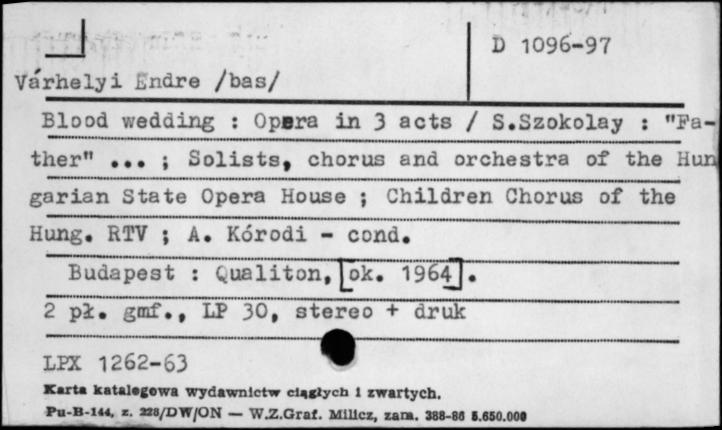 D 1096-97
Várhelyi Endre /bas/
Blood wedding : Opera in 3 acts / S.Szokolay : "Fa-
ther" ... ; Solists, chorus and orchestra of the Hun
garian State Opera House ; Children Chorus of the
Hung. RTV ; A. Kórodi - cond.
Budapest : Qualiton, [ok. 1964].
2 pł. gmf., LP 30, stereo + druk
LPX 1262-63
Karta katalogowa wydawnictw ciągłych i zwartych.
Pu-B-144, z. 228/DW/ON — W.Z.Graf. Milicz, zam. 388-86 5.650.000